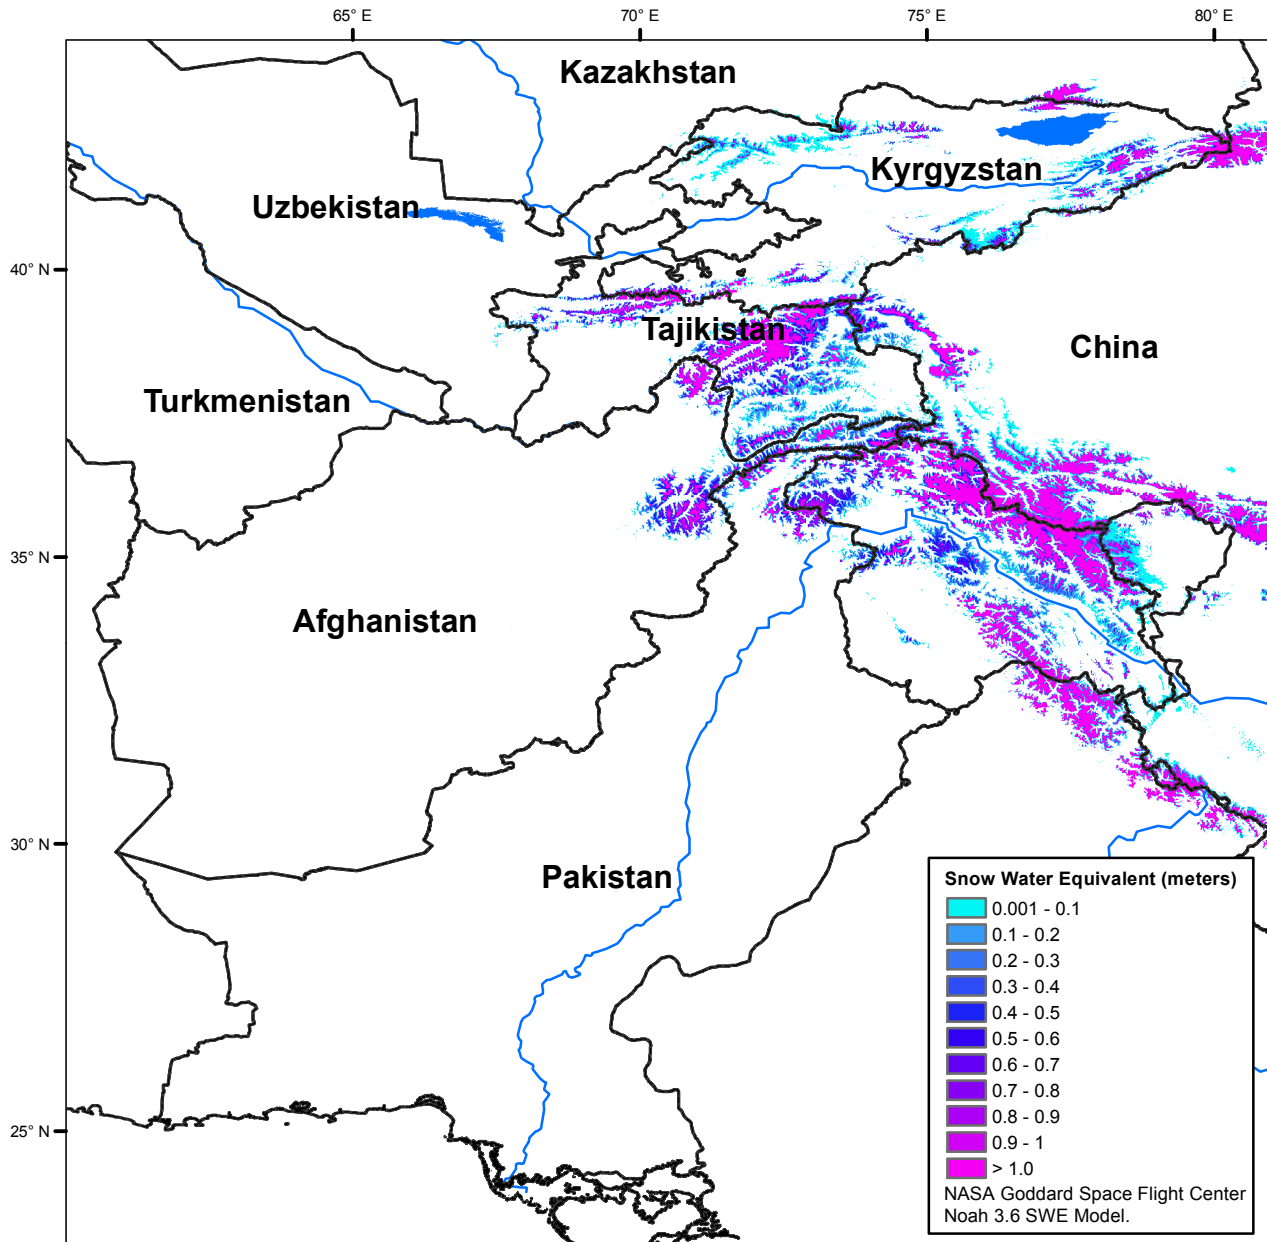 65° E
70° E
75° E
80° E
Kazakhstan
Kyrgyzstan
Uzbekistan
40° N
Tajikistan
China
Turkmenistan
35° N
Afghanistan
30° N
Pakistan
25° N
Snow Water Equivalent (meters)
0.001 - 0.1
0.1 - 0.2
0.2 - 0.3
0.3 - 0.4
0.4 - 0.5
0.5 - 0.6
0.6 - 0.7
0.7 - 0.8
0.8 - 0.9
0.9 - 1
> 1.0
NASA Goddard Space Flight Center
Noah 3.6 SWE Model.